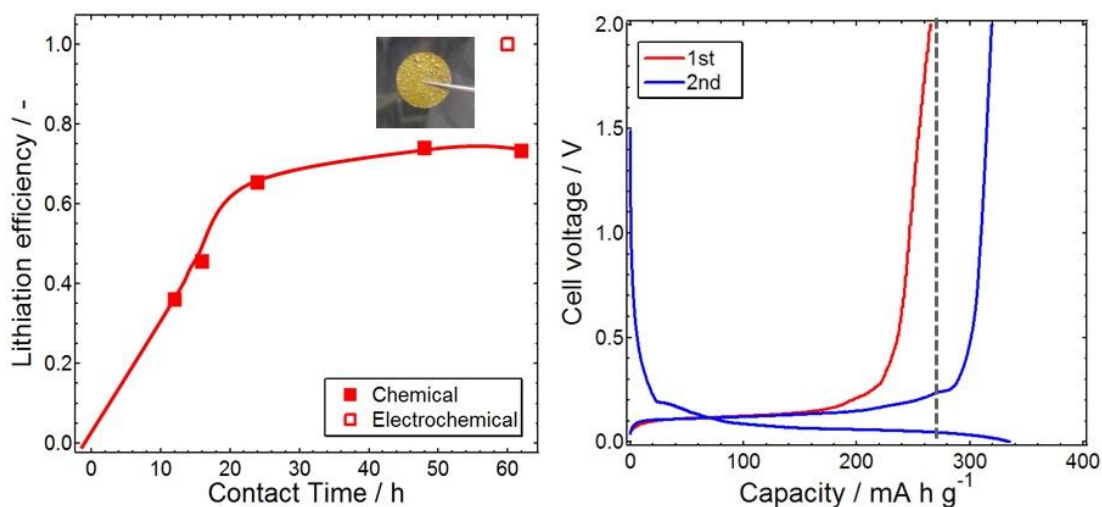 Lithiation efficiency / -
1.0
0.8
0.6
0.4
0.2
0.0
0
10
20
30
40
50
60
Contact Time / h
Chemical
Electrochemical
Cell voltage / V
2.0
1.5
1.0
0.5
0.0
0
100
200
300
400
Capacity / mA h g⁻¹
1st
2nd